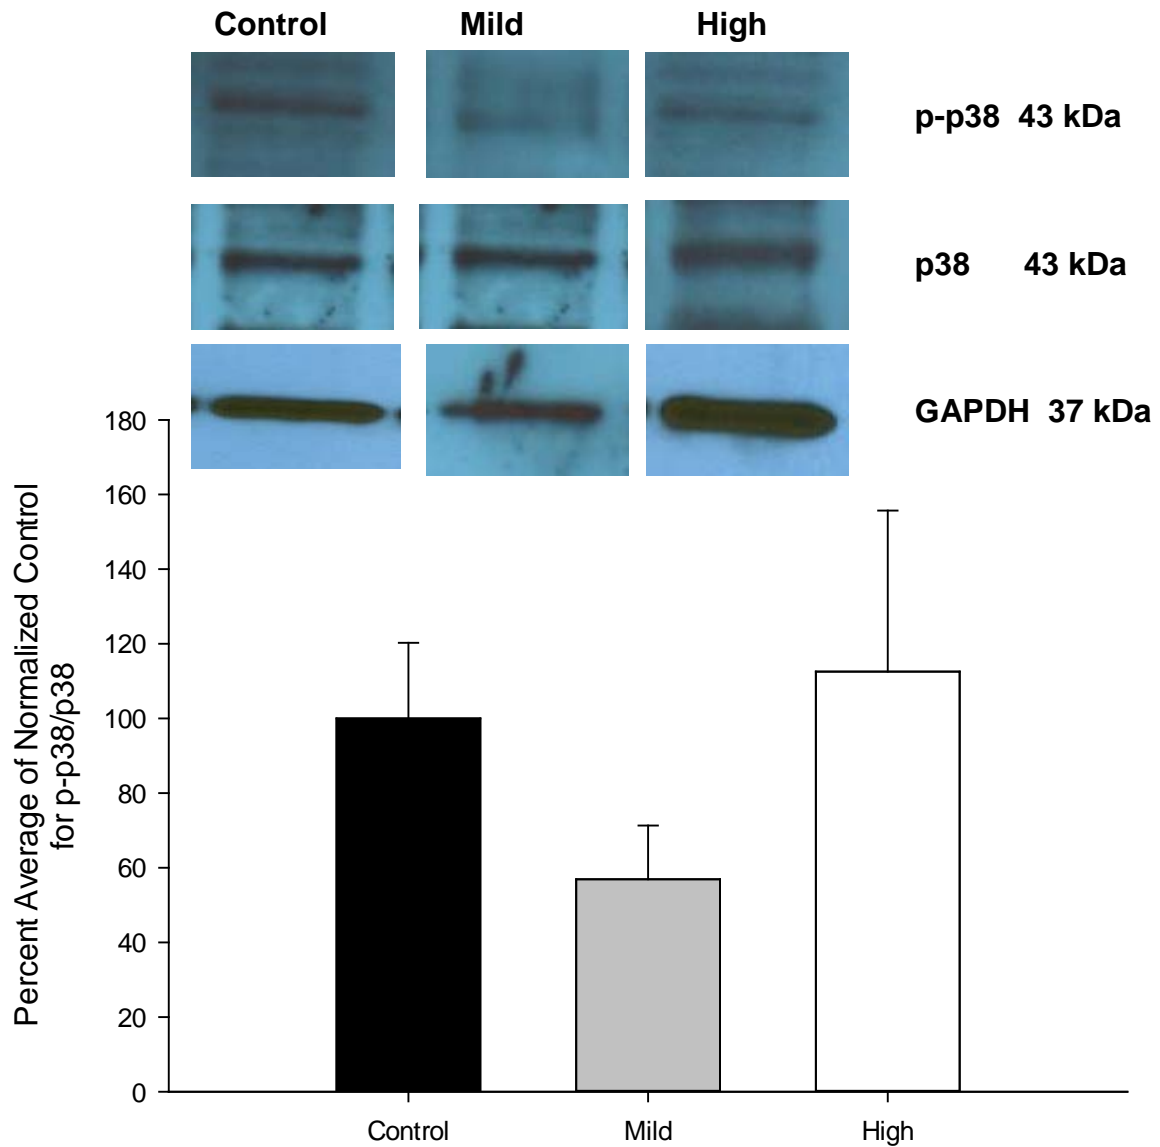 Control Mild High
p-p38 43 kDa
p38 43 kDa
GAPDH 37 kDa
180
160
140
120
100
80
60
40
20
0
Percent Average of Normalized Control
for p-p38/p38
Control Mild High